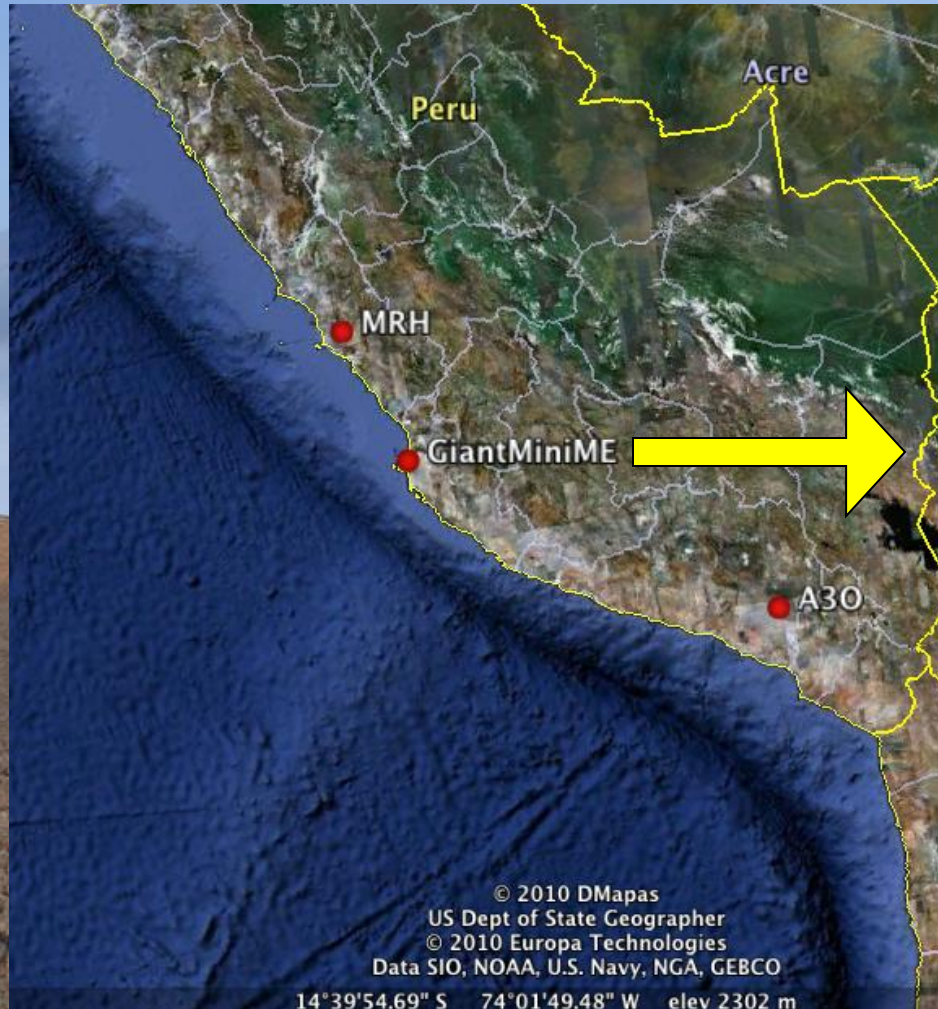 Acre
Peru
MRH
GiantMiniME
A3O
© 2010 DMapas
US Dept of State Geographer
© 2010 Europa Technologies
Data SIO, NOAA, U.S. Navy, NGA, GEBCO
14°39'54.69" S 74°01'49.48" W elev 2302 m